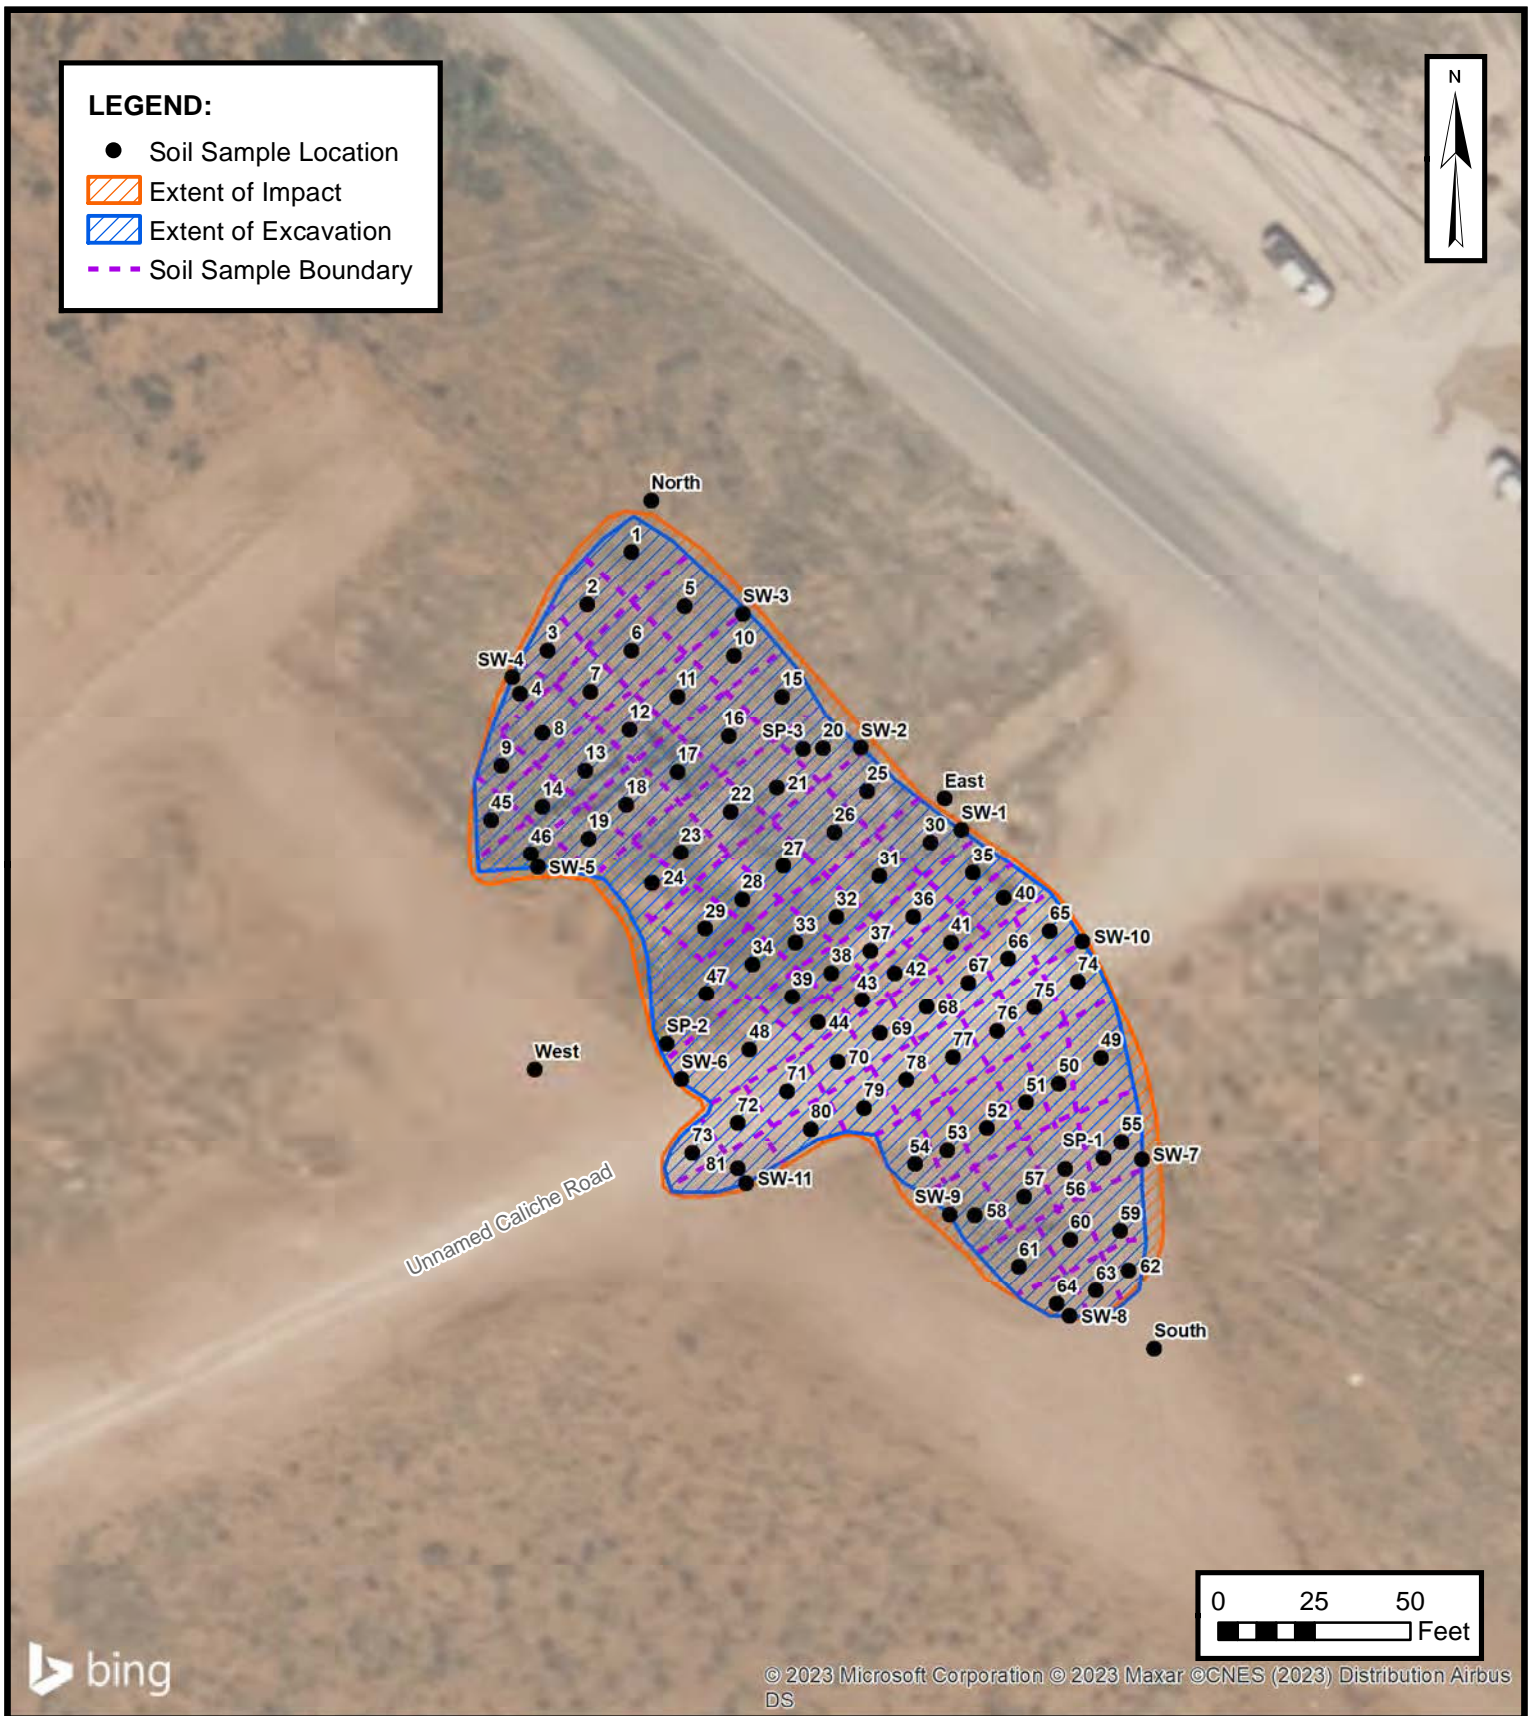 LEGEND:
Soil Sample Location
Extent of Impact
Extent of Excavation
Soil Sample Boundary
N
North
1
2
5
SW-3
3
6
10
SW-4
4
7
11
15
8
12
16
SP-3
20
SW-2
9
13
17
21
25
East
14
18
22
SW-1
45
19
23
26
30
46
SW-5
24
27
31
35
28
32
36
40
29
33
37
41
65
SW-10
34
38
42
66
74
47
39
43
67
75
SP-2
44
68
76
49
West
48
69
77
50
SW-6
70
78
51
71
79
52
55
72
80
53
SP-1
SW-7
73
81
54
57
56
SW-11
SW-9
58
59
60
61
62
63
64
SW-8
South
Unnamed Caliche Road
0 25 50
Feet
bing
© 2023 Microsoft Corporation © 2023 Maxar ©CNES (2023) Distribution Airbus
DS